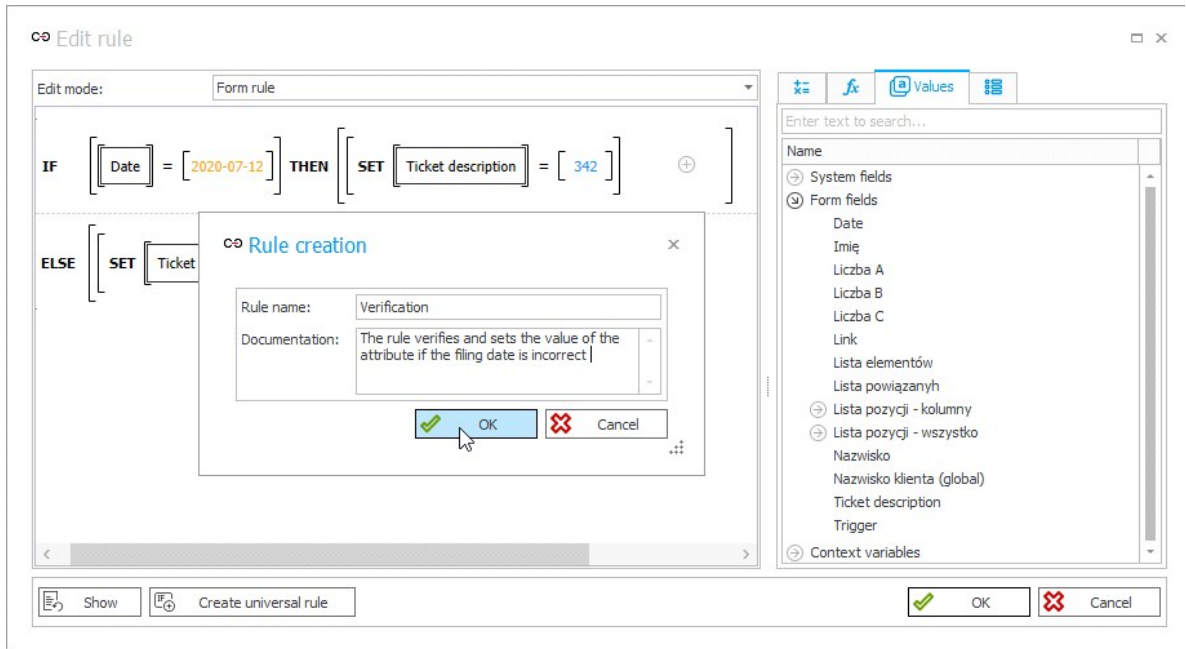 Edit rule
Edit mode:
Form rule
IF [[Date] = [2020-07-12]] THEN [[SET [Ticket description] = [342]]]
ELSE [[SET [Ticket
Rule creation
Rule name:
Verification
Documentation:
The rule verifies and sets the value of the
attribute if the filing date is incorrect
OK
Cancel
Values
Enter text to search...
Name
System fields
Form fields
Date
Imię
Liczba A
Liczba B
Liczba C
Link
Lista elementów
Lista powiązanyh
Lista pozycji - kolumny
Lista pozycji - wszystko
Nazwisko
Nazwisko klienta (global)
Ticket description
Trigger
Context variables
Show
Create universal rule
OK
Cancel